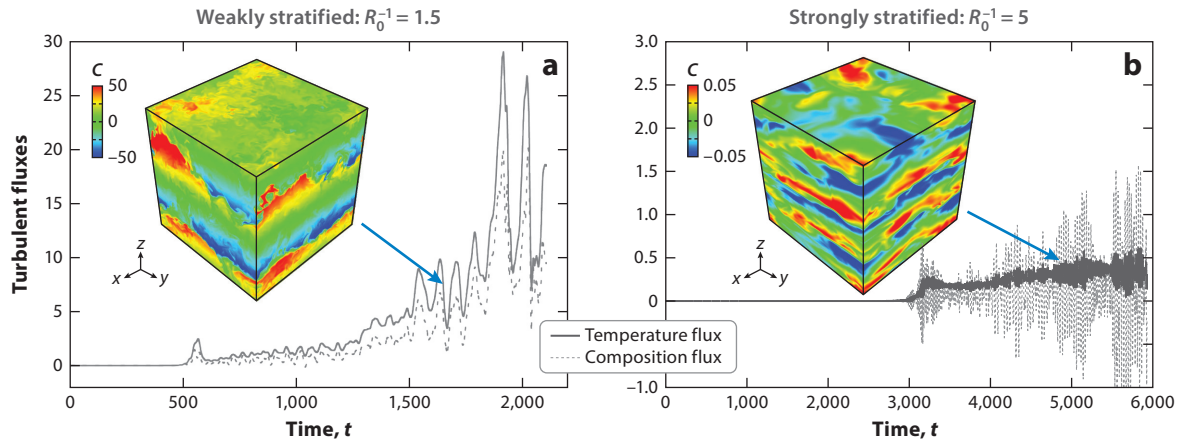 Weakly stratified: R₀⁻¹ = 1.5
Strongly stratified: R₀⁻¹ = 5
a
C
50
0
−50
z
x
y
Turbulent fluxes
30
25
20
15
10
5
0
0
500
1,000
1,500
2,000
Time, t
b
C
0.05
0
−0.05
z
x
y
3.0
2.5
2.0
1.5
1.0
0.5
0
−1.0
0
1,000
2,000
3,000
4,000
5,000
6,000
Time, t
Temperature flux
Composition flux